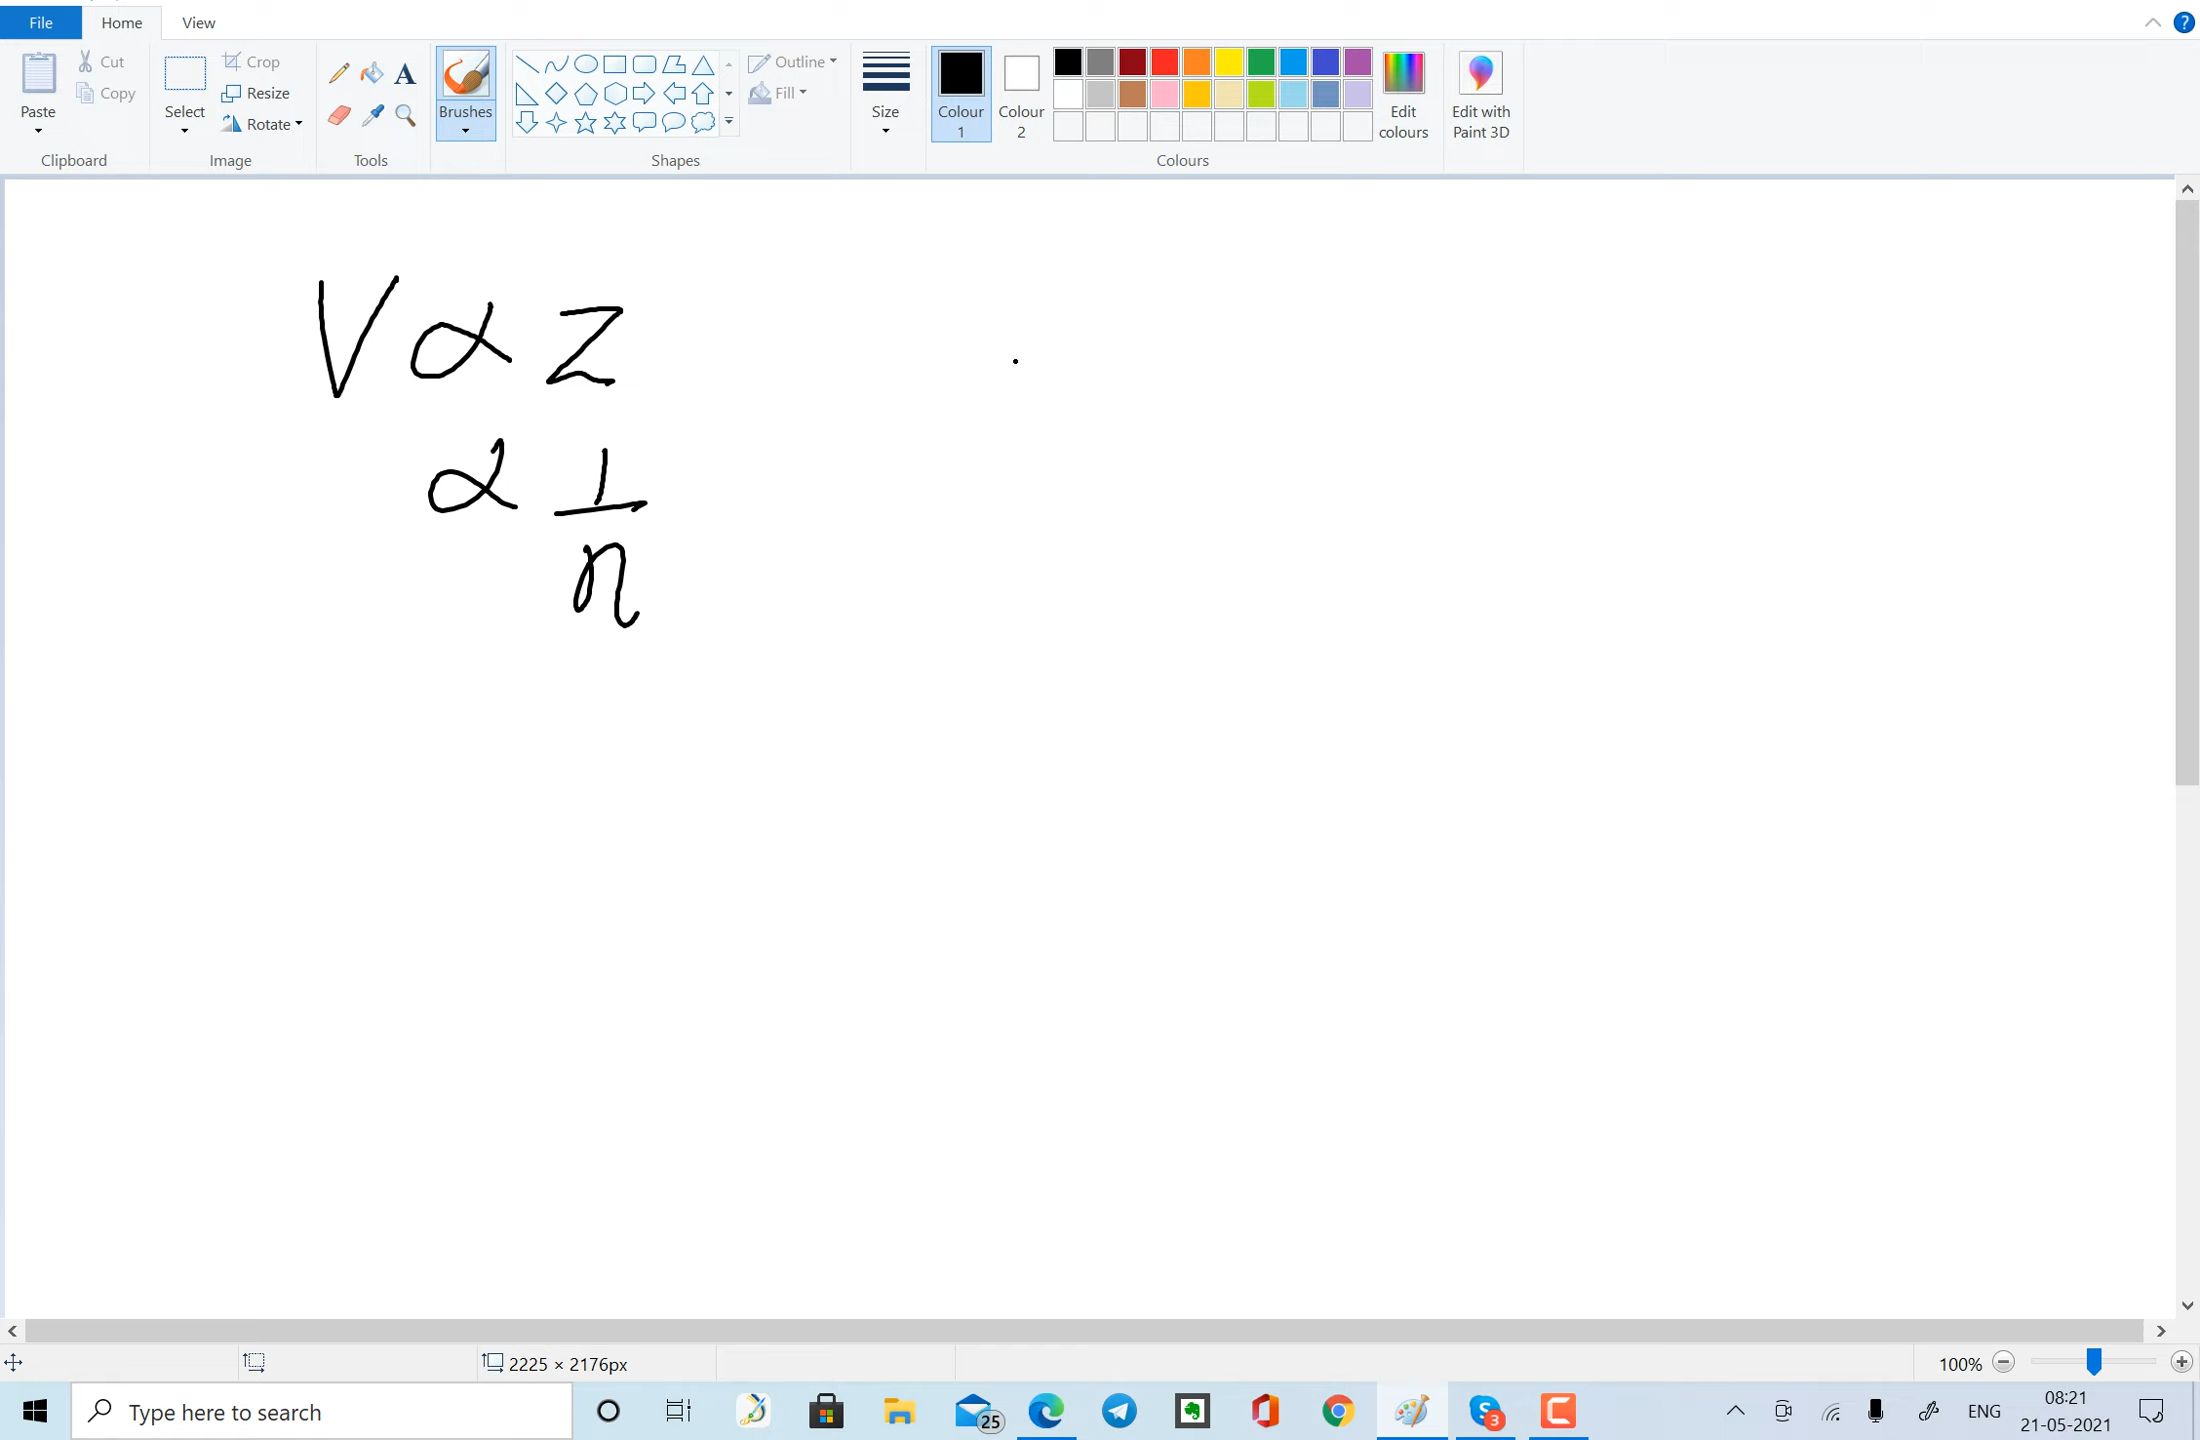 File Home View
Paste Cut Copy Clipboard
Select Crop Resize Rotate Image
Tools
Brushes
Shapes Outline Fill
Size
Colour 1 Colour 2 Colours
Edit colours
Edit with Paint 3D
V ∝ Z
∝ 1/n
2225 × 2176px 100%
Type here to search 25 3 ENG 08:21
21-05-2021